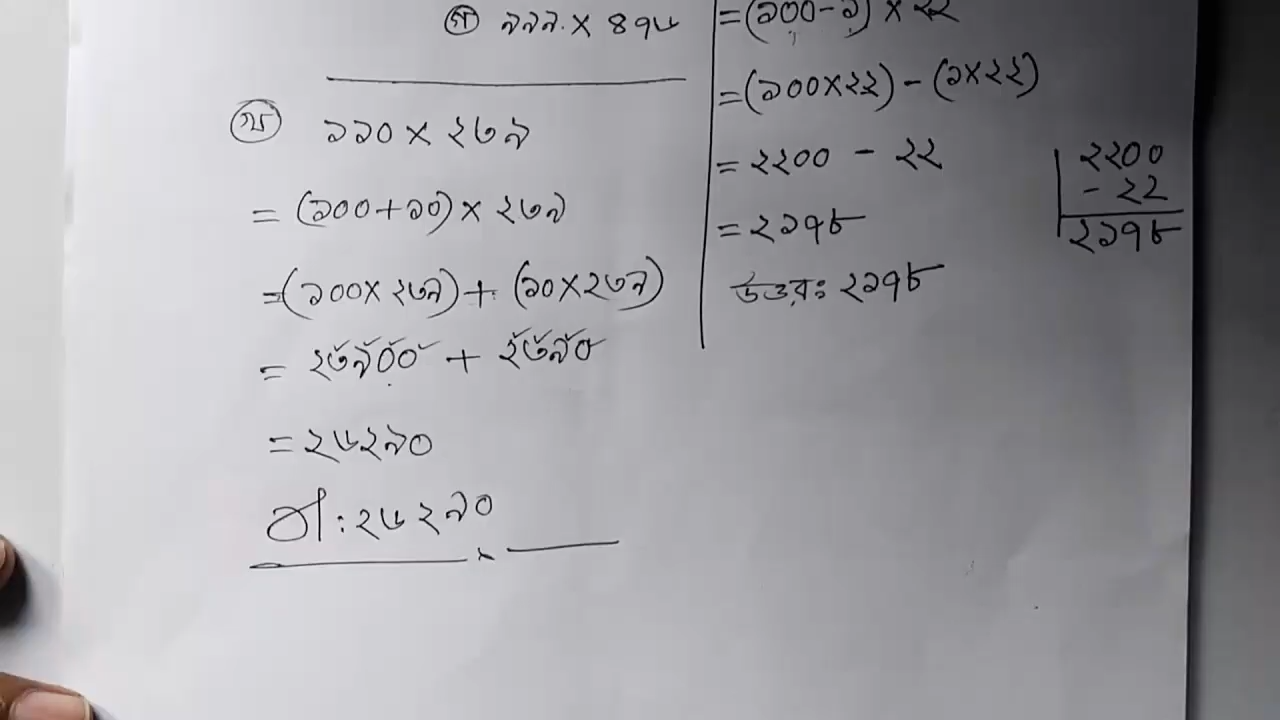 গ ৯৯৯ × ৪৭৮
খ ১১০ × ২৩৯
= (১০০+১০) × ২৩৯
=(১০০× ২৩৯) + (১০×২৩৯)
= ২৩৯০০ + ২৩৯০
= ২৬২৯০
উ: ২৬২৯০
=(১০০-১) × ২২
=(১০০×২২) - (১×২২)
= ২২০০ - ২২
= ২১৭৮
উত্তর: ২১৭৮
২২০০
- ২২
২১৭৮